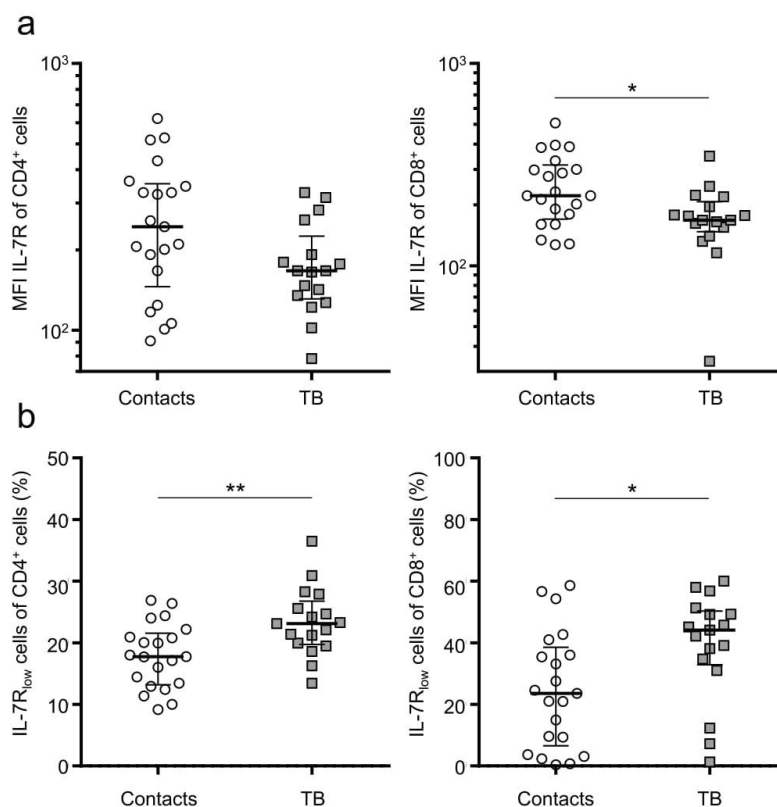 a
MFI IL-7R of CD4⁺ cells
10³
10²
Contacts
TB
MFI IL-7R of CD8⁺ cells
10³
10²
*
Contacts
TB
b
IL-7Rlow cells of CD4⁺ cells (%)
50
40
30
20
10
0
**
Contacts
TB
IL-7Rlow cells of CD8⁺ cells (%)
100
80
60
40
20
0
*
Contacts
TB